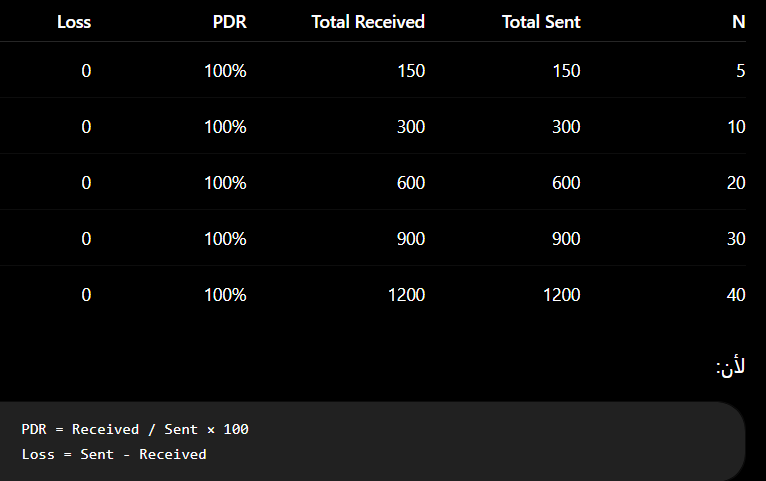 N Total Sent Total Received PDR Loss
5 150 150 100% 0
10 300 300 100% 0
20 600 600 100% 0
30 900 900 100% 0
40 1200 1200 100% 0
لأن:
PDR = Received / Sent × 100
Loss = Sent - Received